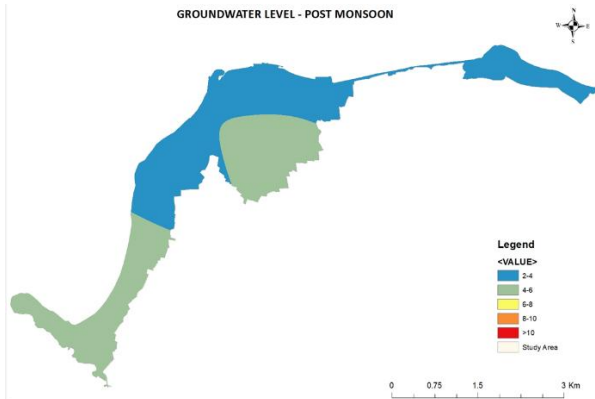 GROUNDWATER LEVEL - POST MONSOON
N
W E
S
Legend
<VALUE>
2-4
4-6
6-8
8-10
>10
Study Area
0 0.75 1.5 3 Km